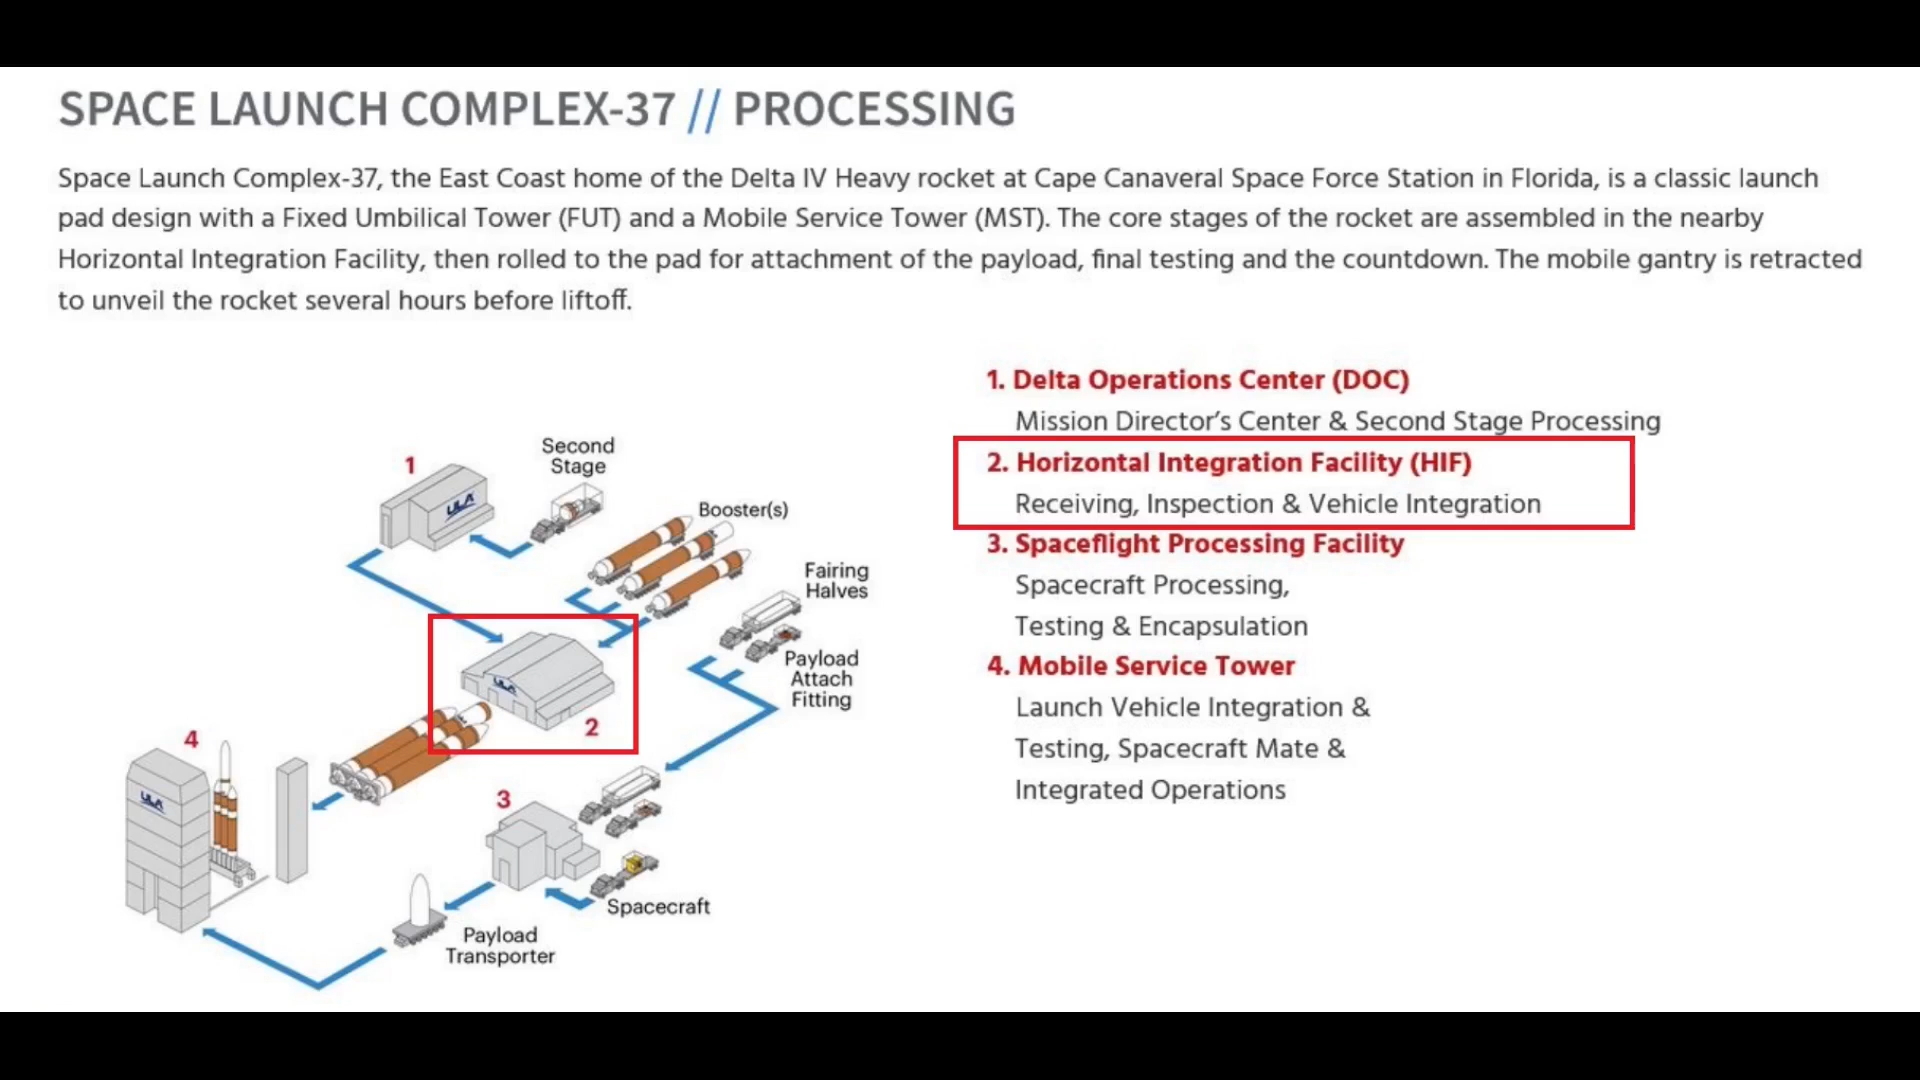 SPACE LAUNCH COMPLEX-37 // PROCESSING
Space Launch Complex-37, the East Coast home of the Delta IV Heavy rocket at Cape Canaveral Space Force Station in Florida, is a classic launch
pad design with a Fixed Umbilical Tower (FUT) and a Mobile Service Tower (MST). The core stages of the rocket are assembled in the nearby
Horizontal Integration Facility, then rolled to the pad for attachment of the payload, final testing and the countdown. The mobile gantry is retracted
to unveil the rocket several hours before liftoff.
1
ULA
Second
Stage
Booster(s)
Fairing
Halves
Payload
Attach
Fitting
ULA
2
4
ULA
3
Spacecraft
Payload
Transporter
1. Delta Operations Center (DOC)
Mission Director's Center & Second Stage Processing
2. Horizontal Integration Facility (HIF)
Receiving, Inspection & Vehicle Integration
3. Spaceflight Processing Facility
Spacecraft Processing,
Testing & Encapsulation
4. Mobile Service Tower
Launch Vehicle Integration &
Testing, Spacecraft Mate &
Integrated Operations